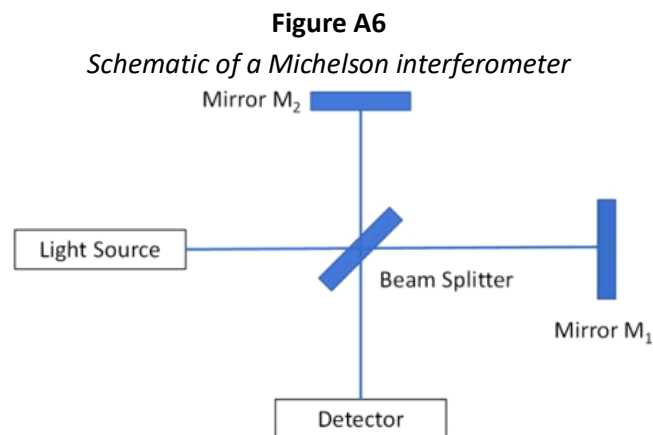 Figure A6
Schematic of a Michelson interferometer
Mirror M₂
Light Source
Beam Splitter
Mirror M₁
Detector